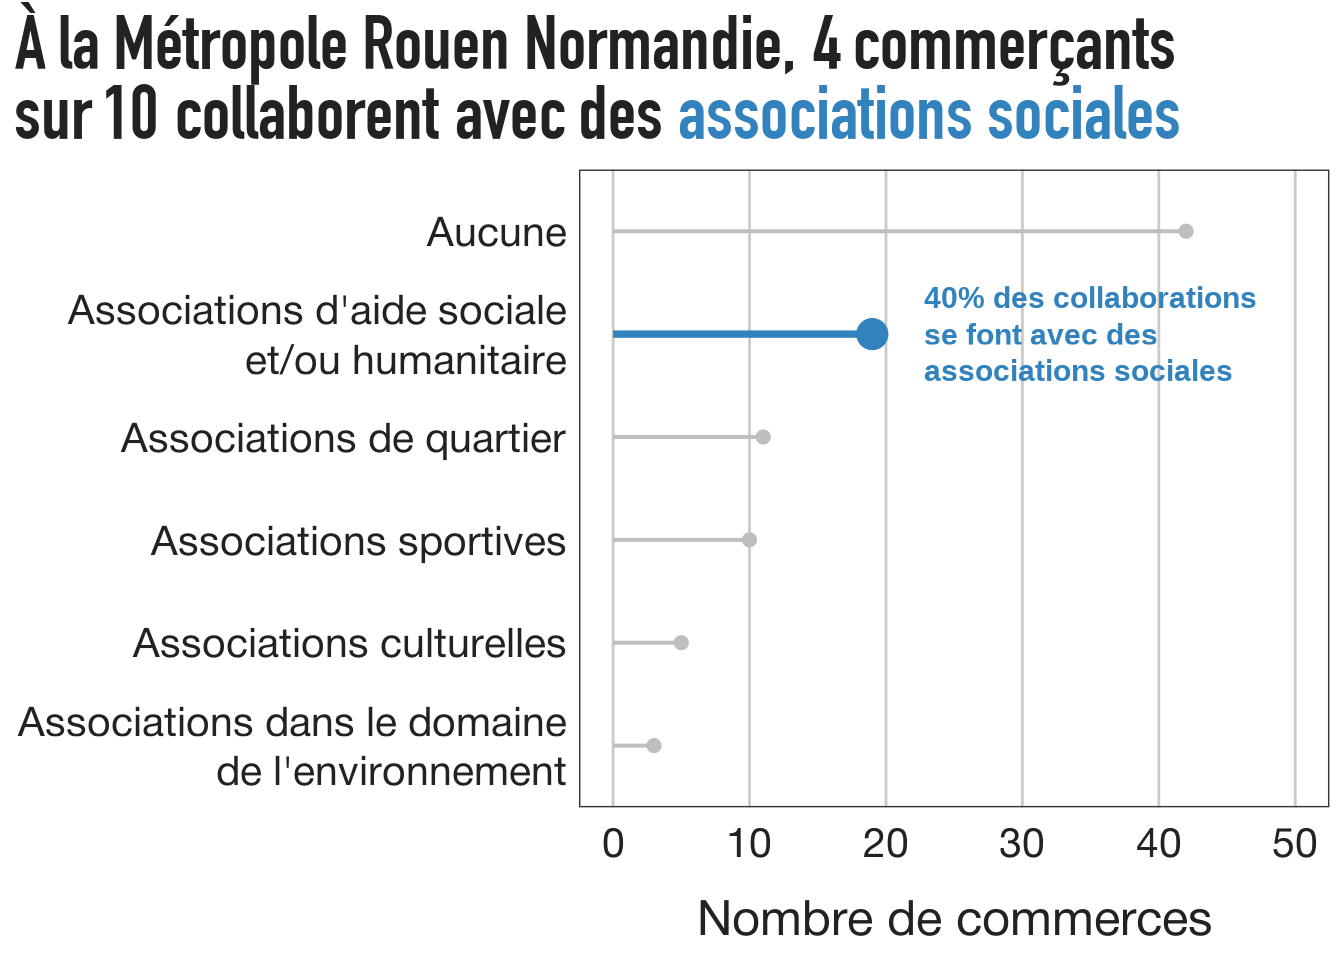 À la Métropole Rouen Normandie, 4 commerçants
sur 10 collaborent avec des associations sociales
Aucune
Associations d'aide sociale
et/ou humanitaire
40% des collaborations
se font avec des
associations sociales
Associations de quartier
Associations sportives
Associations culturelles
Associations dans le domaine
de l'environnement
0 10 20 30 40 50
Nombre de commerces